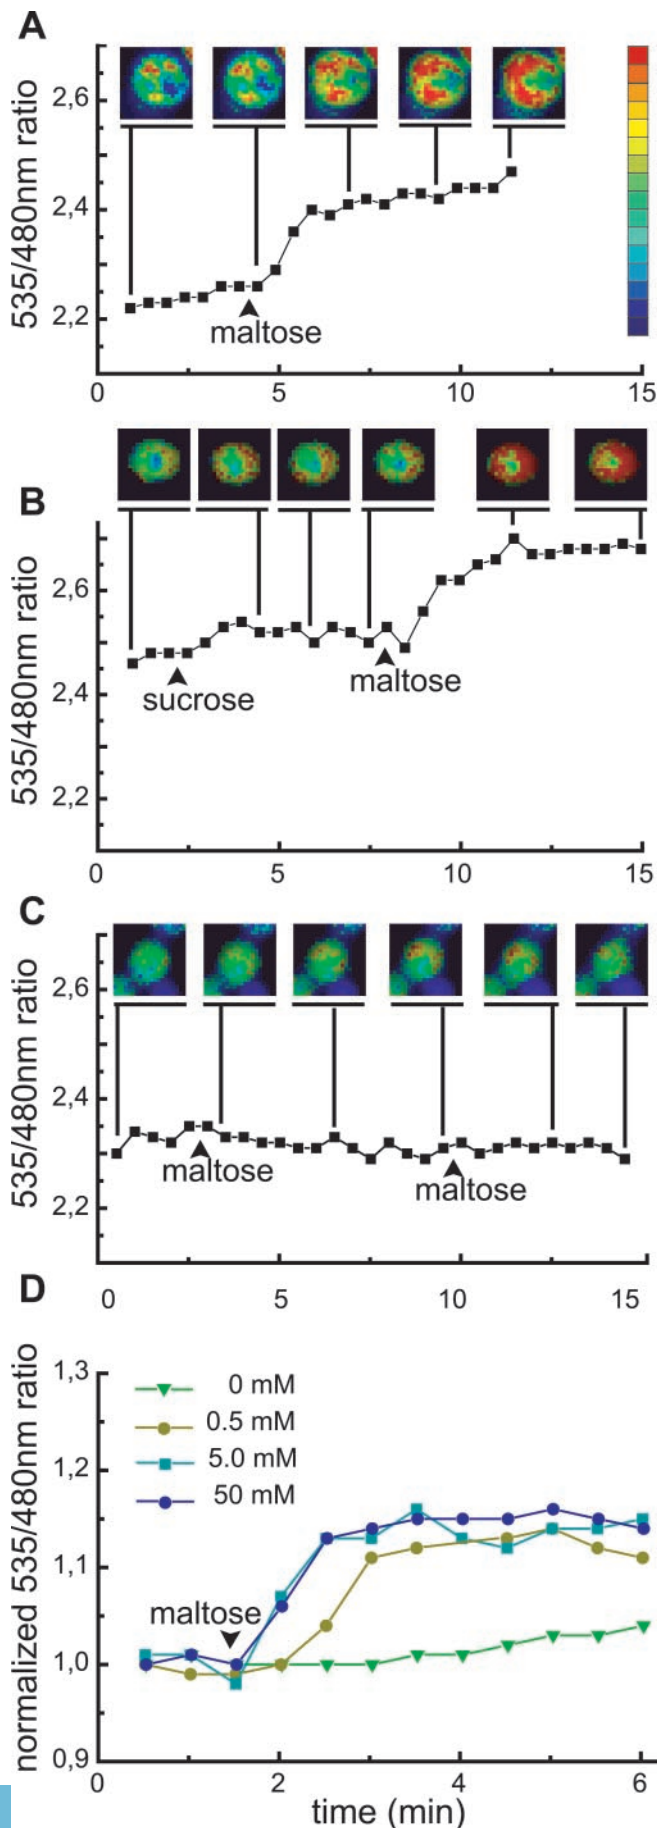 A
535/480nm ratio
2,6
2,4
2,2
maltose
0 5 10 15
B
535/480nm ratio
2,6
2,4
2,2
sucrose
maltose
0 5 10 15
C
535/480nm ratio
2,6
2,4
2,2
maltose
maltose
0 5 10 15
D
normalized 535/480nm ratio
1,3
1,2
1,1
1,0
0,9
0 mM
0.5 mM
5.0 mM
50 mM
maltose
0 2 4 6
time (min)